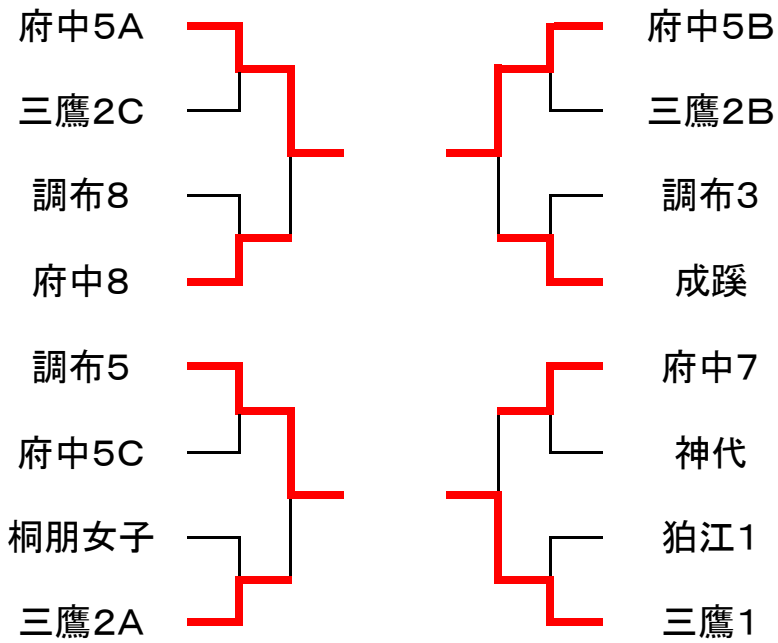 府中5A
三鷹2C
調布8
府中8
調布5
府中5C
桐朋女子
三鷹2A
府中5B
三鷹2B
調布3
成蹊
府中7
神代
狛江1
三鷹1